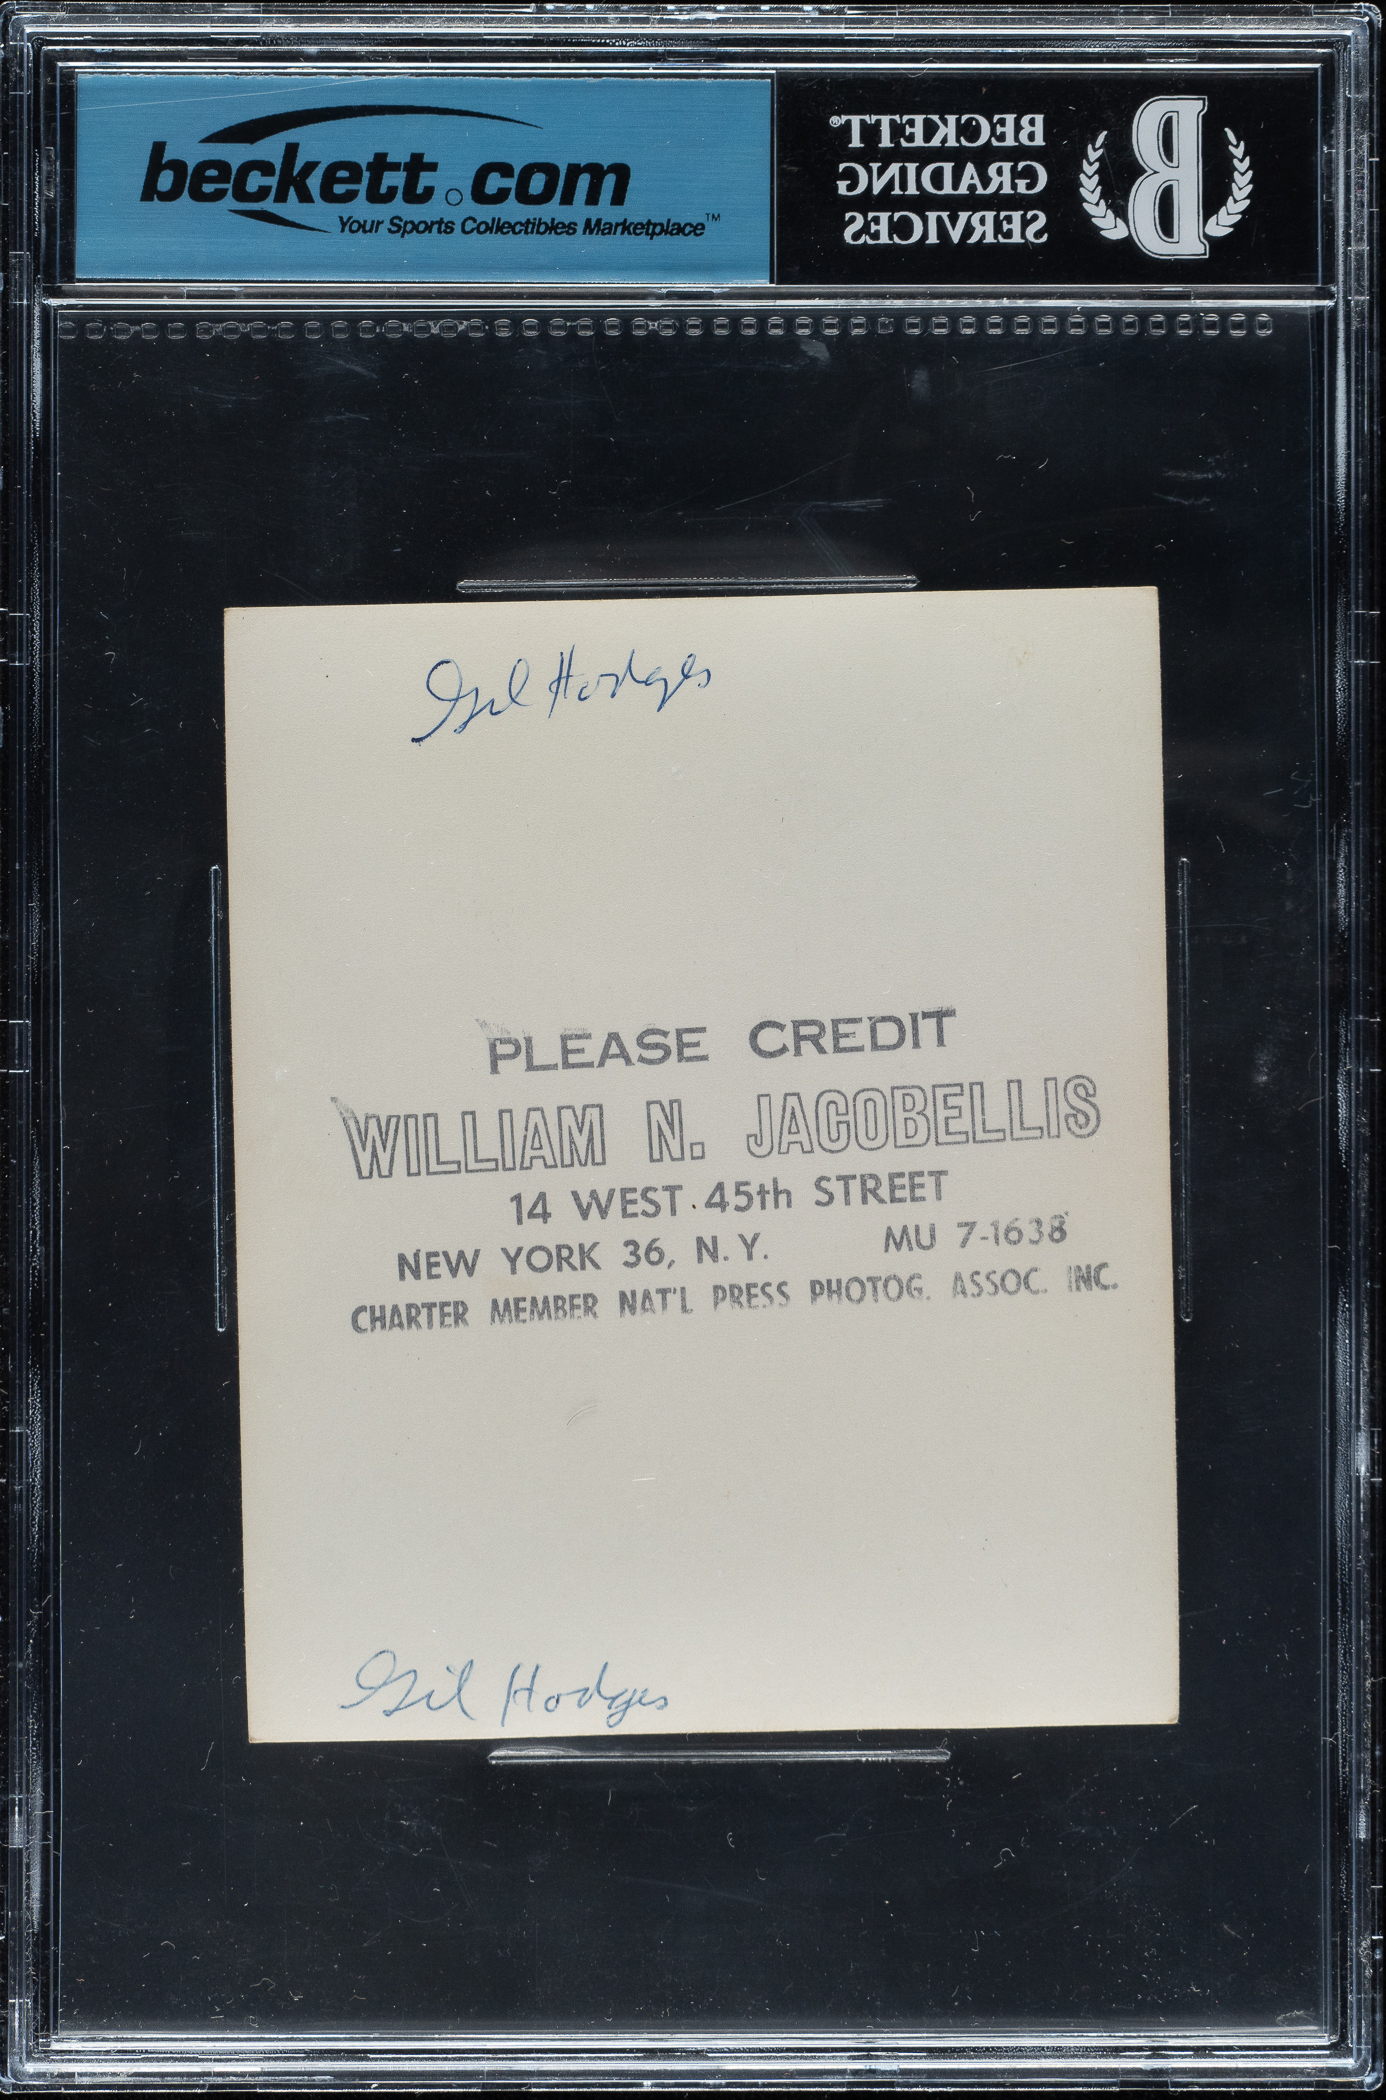 beckett.com
Your Sports Collectibles Marketplace™
BECKETT®
GRADING
SERVICES
B
Gil Hodges
PLEASE CREDIT
WILLIAM N. JACOBELLIS
14 WEST 45th STREET
NEW YORK 36, N.Y. MU 7-1638
CHARTER MEMBER NAT'L PRESS PHOTOG. ASSOC. INC.
Gil Hodges